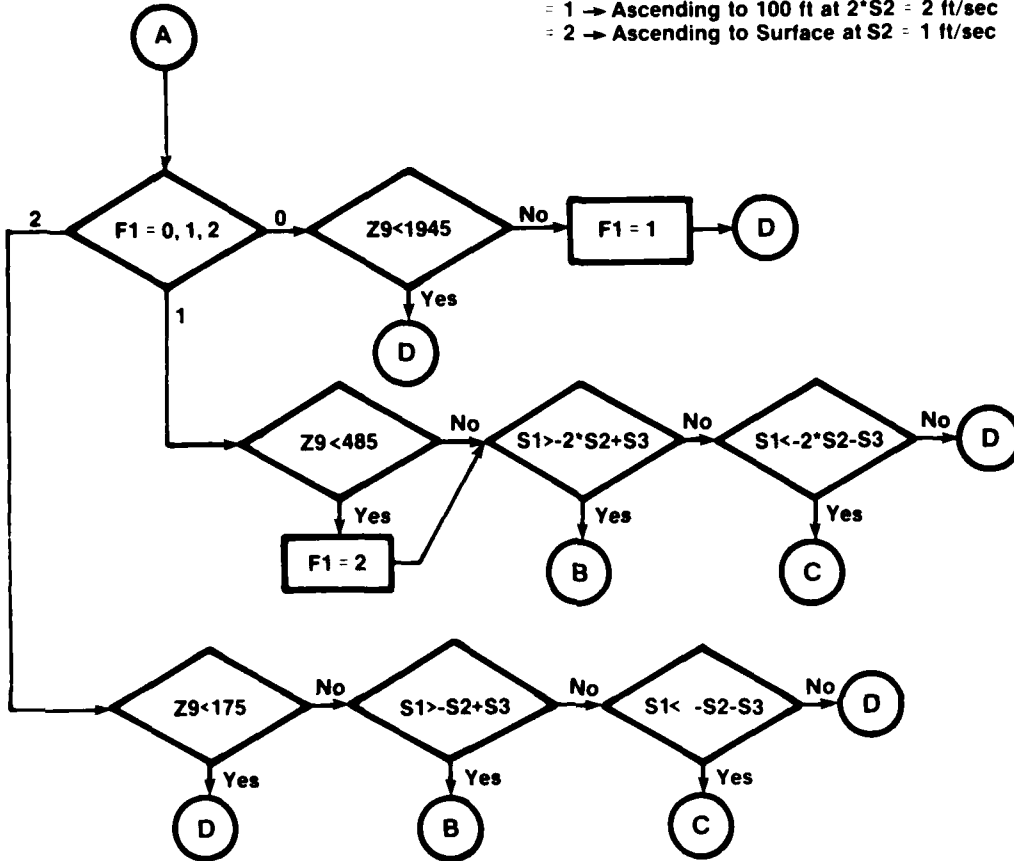 = 1 → Ascending to 100 ft at 2*S2 = 2 ft/sec
= 2 → Ascending to Surface at S2 = 1 ft/sec
A
2
F1 = 0, 1, 2
0
Z9<1945
No
F1 = 1
D
1
Yes
D
Z9<485
No
S1>-2*S2+S3
No
S1<-2*S2-S3
No
D
Yes
F1 = 2
Yes
B
Yes
C
Z9<175
No
S1>-S2+S3
No
S1< -S2-S3
No
D
Yes
D
Yes
B
Yes
C